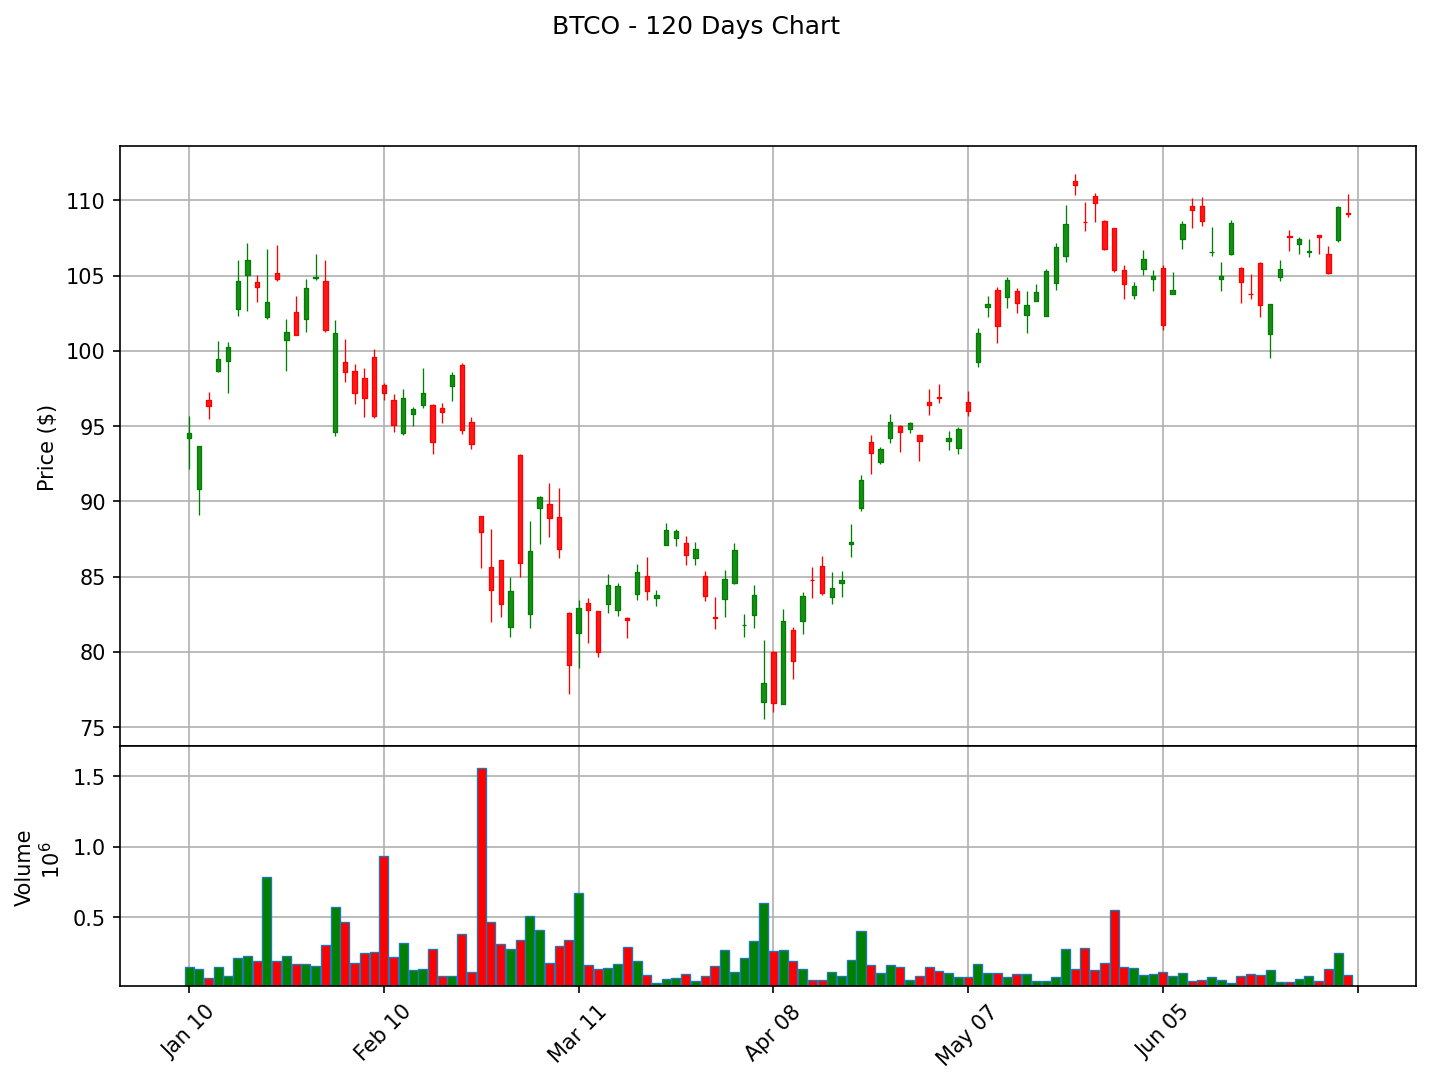 BTCO - 120 Days Chart
Price ($)
110
105
100
95
90
85
80
75
Volume
10⁶
1.5
1.0
0.5
Jan 10
Feb 10
Mar 11
Apr 08
May 07
Jun 05